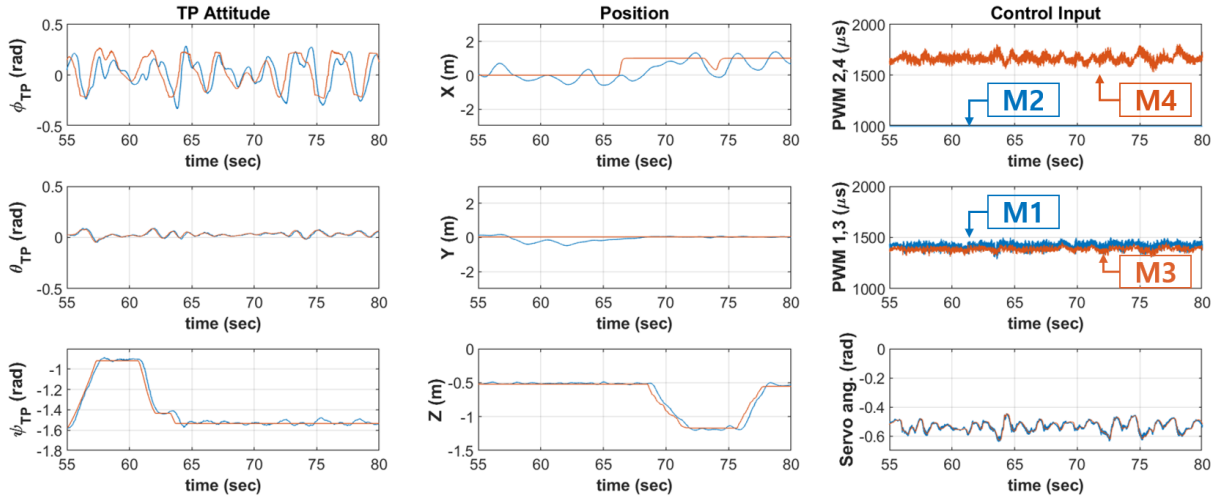 TP Attitude
0.5
0
-0.5
ϕTP (rad)
55 60 65 70 75 80
time (sec)
Position
2
0
-2
X (m)
55 60 65 70 75 80
time (sec)
Control Input
2000
1500
1000
PWM 2,4 (μs)
M2
M4
55 60 65 70 75 80
time (sec)
0.5
0
-0.5
θTP (rad)
55 60 65 70 75 80
time (sec)
2
0
-2
Y (m)
55 60 65 70 75 80
time (sec)
2000
1500
1000
PWM 1,3 (μs)
M1
M3
55 60 65 70 75 80
time (sec)
-1
-1.2
-1.4
-1.6
-1.8
ψTP (rad)
55 60 65 70 75 80
time (sec)
0
-0.5
-1
-1.5
Z (m)
55 60 65 70 75 80
time (sec)
0
-0.2
-0.4
-0.6
Servo ang. (rad)
55 60 65 70 75 80
time (sec)